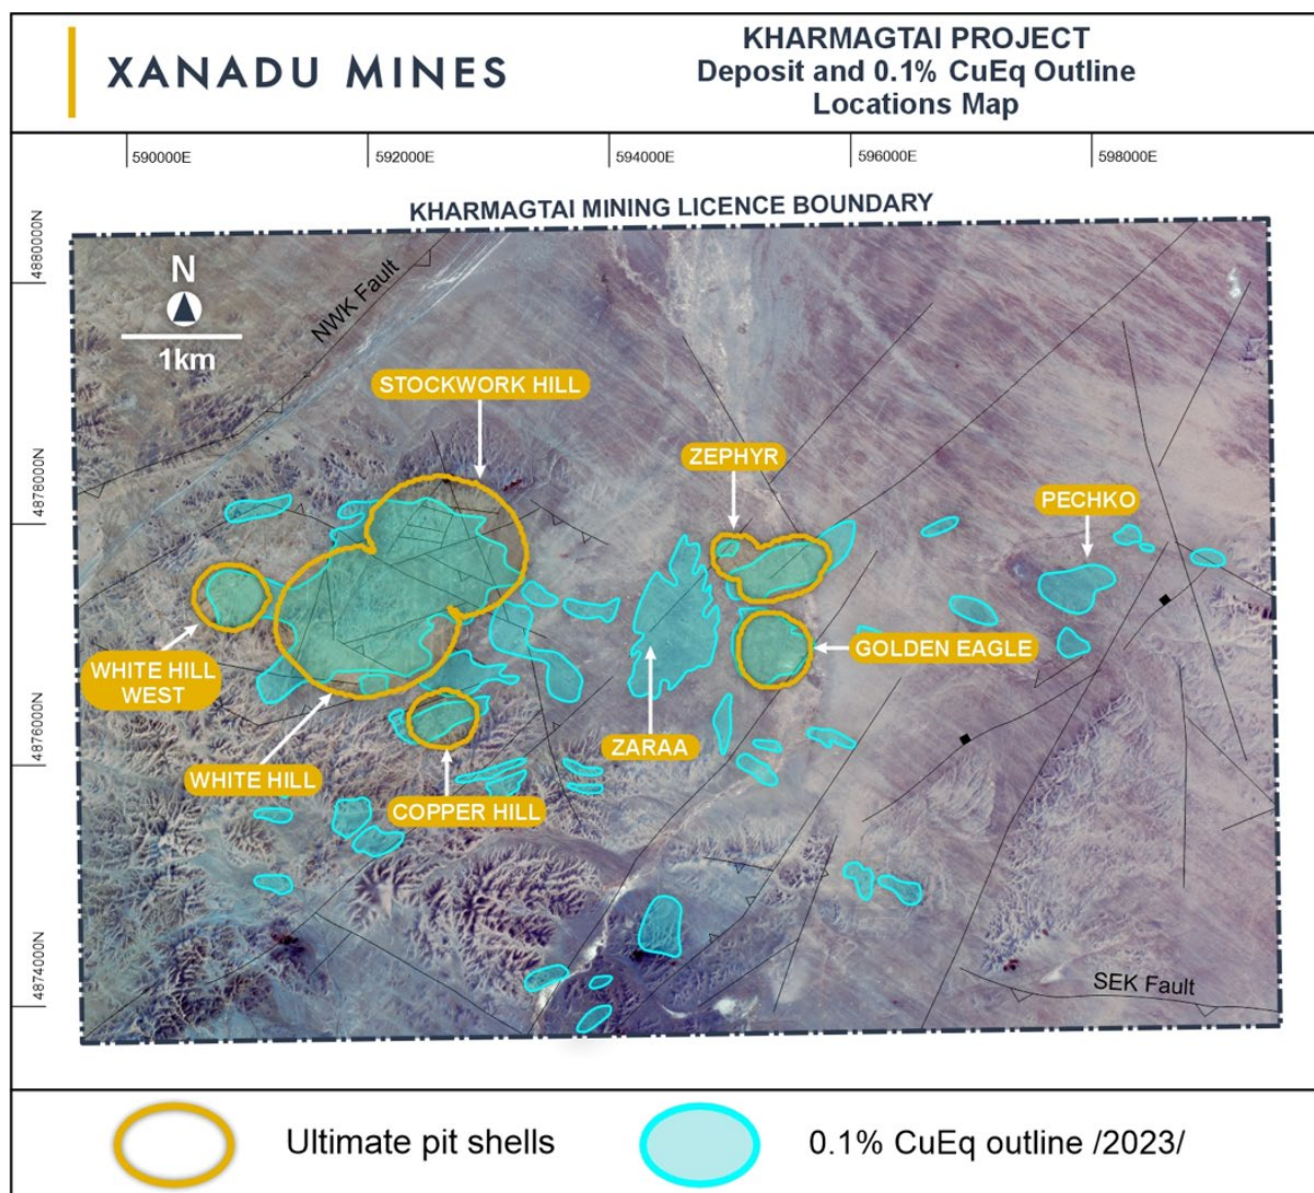 XANADU MINES
KHARMAGTAI PROJECT
Deposit and 0.1% CuEq Outline
Locations Map
590000E
592000E
594000E
596000E
598000E
KHARMAGTAI MINING LICENCE BOUNDARY
4880000N
N
1km
NWK Fault
STOCKWORK HILL
ZEPHYR
4878000N
PECHKO
WHITE HILL
WEST
GOLDEN EAGLE
4876000N
ZARAA
WHITE HILL
COPPER HILL
4874000N
SEK Fault
Ultimate pit shells
0.1% CuEq outline /2023/